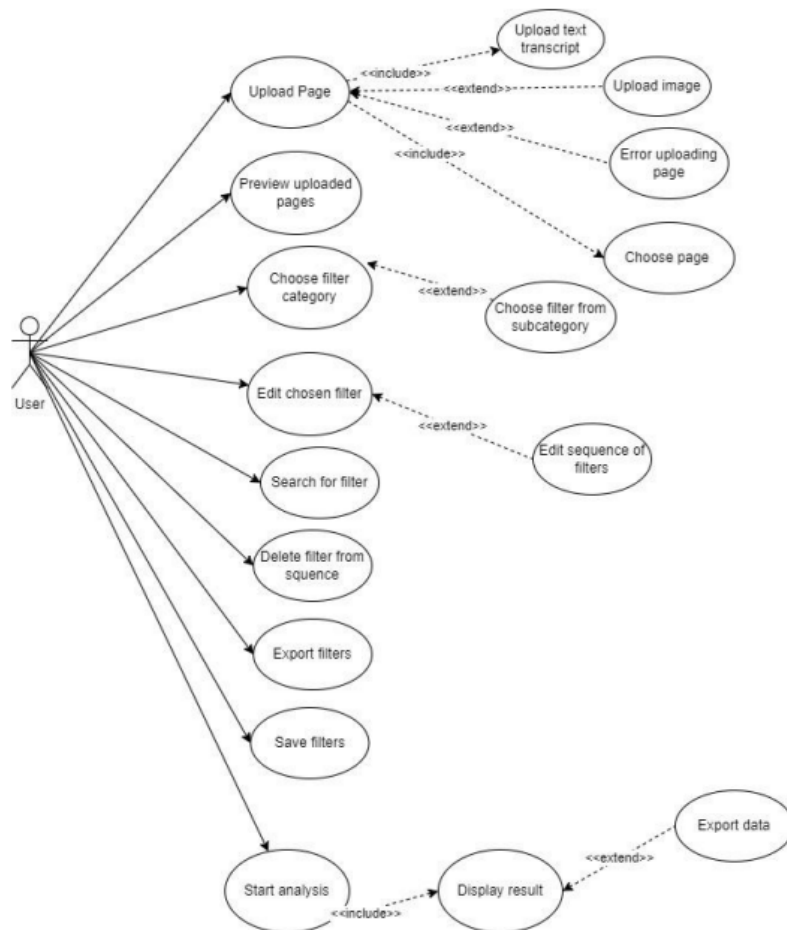 Upload text
transcript
<<include>>
Upload Page
<<extend>>
Upload image
<<extend>>
<<include>>
Error uploading
page
Preview uploaded
pages
Choose page
Choose filter
category
<<extend>>
Choose filter from
subcategory
User
Edit chosen filter
<<extend>>
Edit sequence of
filters
Search for filter
Delete filter from
squence
Export filters
Save filters
Export data
<<extend>>
Start analysis
<<include>>
Display result